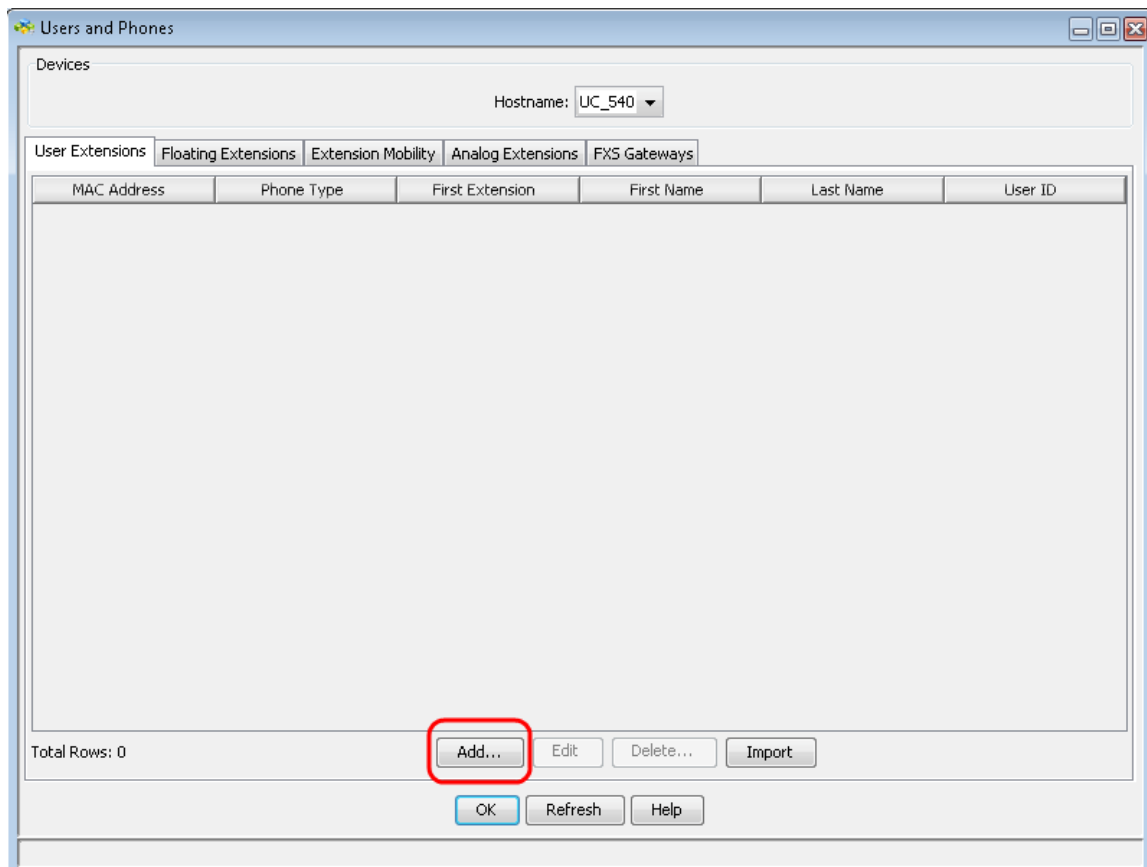 Users and Phones
Devices
Hostname: UC_540
User Extensions Floating Extensions Extension Mobility Analog Extensions FXS Gateways
MAC Address Phone Type First Extension First Name Last Name User ID
Total Rows: 0 Add... Edit Delete... Import
OK Refresh Help